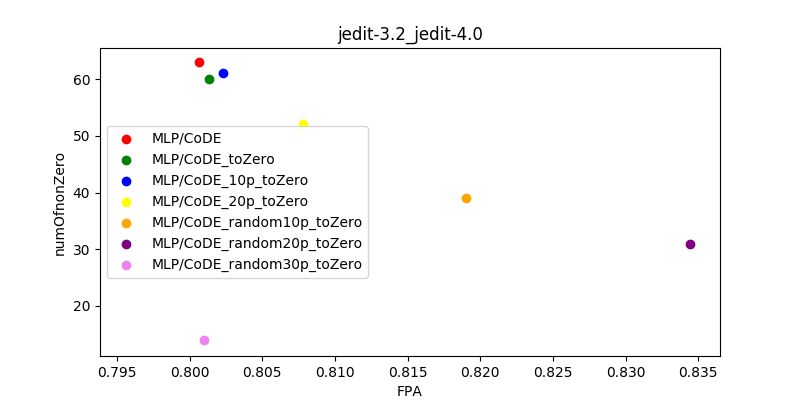 jedit-3.2_jedit-4.0
numOfnonZero
60
50
40
30
20
MLP/CoDE
MLP/CoDE_toZero
MLP/CoDE_10p_toZero
MLP/CoDE_20p_toZero
MLP/CoDE_random10p_toZero
MLP/CoDE_random20p_toZero
MLP/CoDE_random30p_toZero
0.795 0.800 0.805 0.810 0.815 0.820 0.825 0.830 0.835
FPA